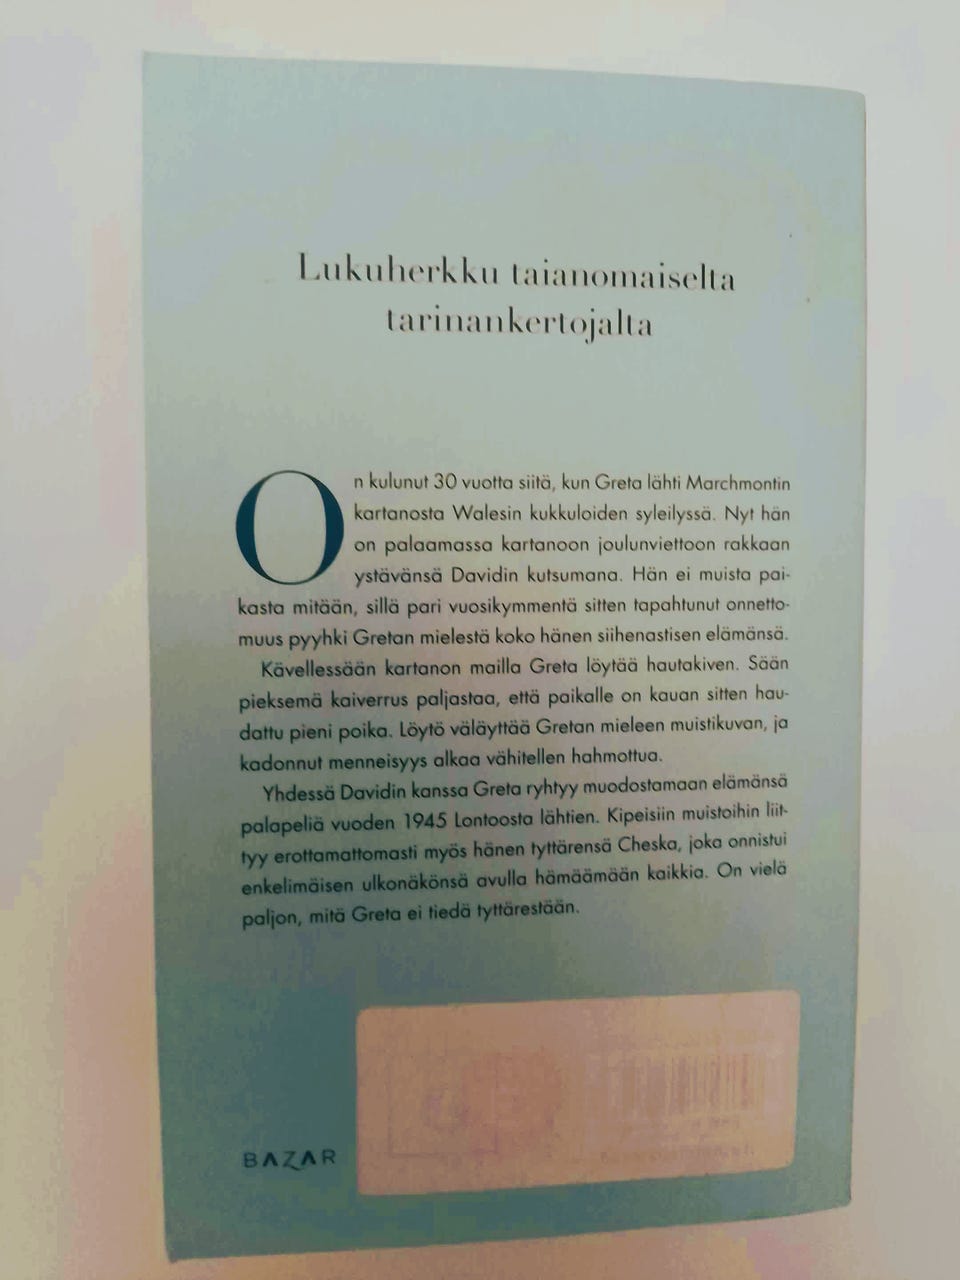 Lukuherkku taianomaiselta
tarinankertojalta
On kulunut 30 vuotta siitä, kun Greta lähti Marchmontin
kartanosta Walesin kukkuloiden syleilyssä. Nyt hän
on palaamassa kartanoon joulunviettoon rakkaan
ystävänsä Davidin kutsumana. Hän ei muista pai-
kasta mitään, sillä pari vuosikymmentä sitten tapahtunut onnetto-
muus pyyhki Gretan mielestä koko hänen siihenastisen elämänsä.
Kävellessään kartanon mailla Greta löytää hautakiven. Sään
pieksemä kaiverrus paljastaa, että paikalle on kauan sitten hau-
dattu pieni poika. Löytö väläyttää Gretan mieleen muistikuvan, ja
kadonnut menneisyys alkaa vähitellen hahmottua.
Yhdessä Davidin kanssa Greta ryhtyy muodostamaan elämänsä
palapeliä vuoden 1945 Lontoosta lähtien. Kipeisiin muistoihin liit-
tyy erottamattomasti myös hänen tyttärensä Cheska, joka onnistui
enkelimäisen ulkonäkönsä avulla hämäämään kaikkia. On vielä
paljon, mitä Greta ei tiedä tyttärestään.
BAZAR